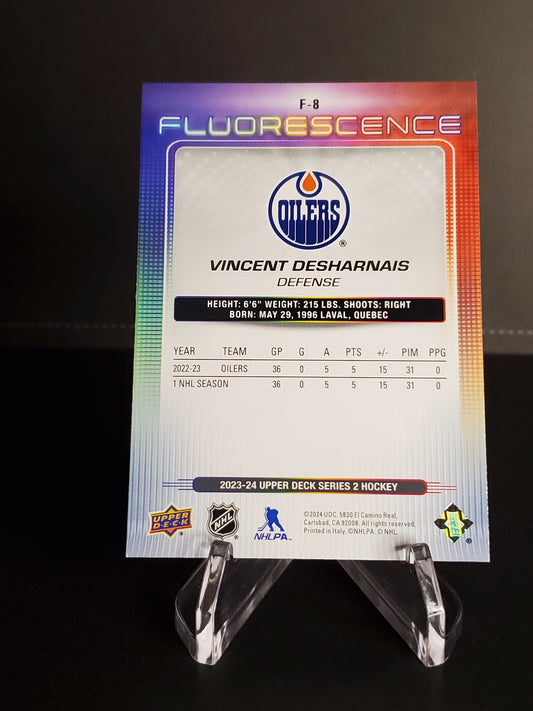 F-8
FLUORESCENCE
OILERS
®
VINCENT DESHARNAIS
DEFENSE
HEIGHT: 6'6" WEIGHT: 215 LBS. SHOOTS: RIGHT
BORN: MAY 29, 1996 LAVAL, QUEBEC
YEAR TEAM GP G A PTS +/- PIM PPG
2022-23 OILERS 36 0 5 5 15 31 0
1 NHL SEASON 36 0 5 5 15 31 0
2023-24 UPPER DECK SERIES 2 HOCKEY
UPPER DECK
NHL
NHLPA
©2024 UDC. 5830 El Camino Real,
Carlsbad, CA 92008. All rights reserved.
Printed in Italy. ©NHLPA. © NHL.